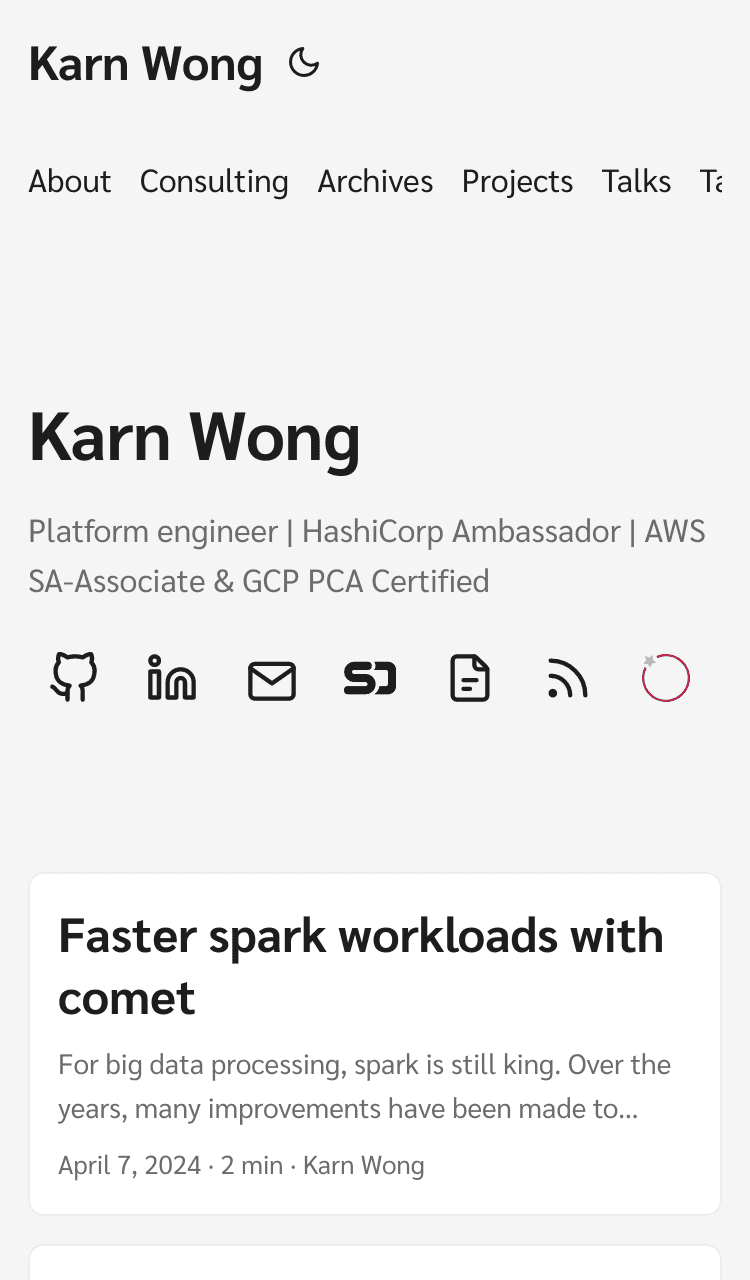 Karn Wong
About Consulting Archives Projects Talks
Karn Wong
Platform engineer | HashiCorp Ambassador | AWS
SA-Associate & GCP PCA Certified
Faster spark workloads with
comet
For big data processing, spark is still king. Over the
years, many improvements have been made to...
April 7, 2024 · 2 min · Karn Wong